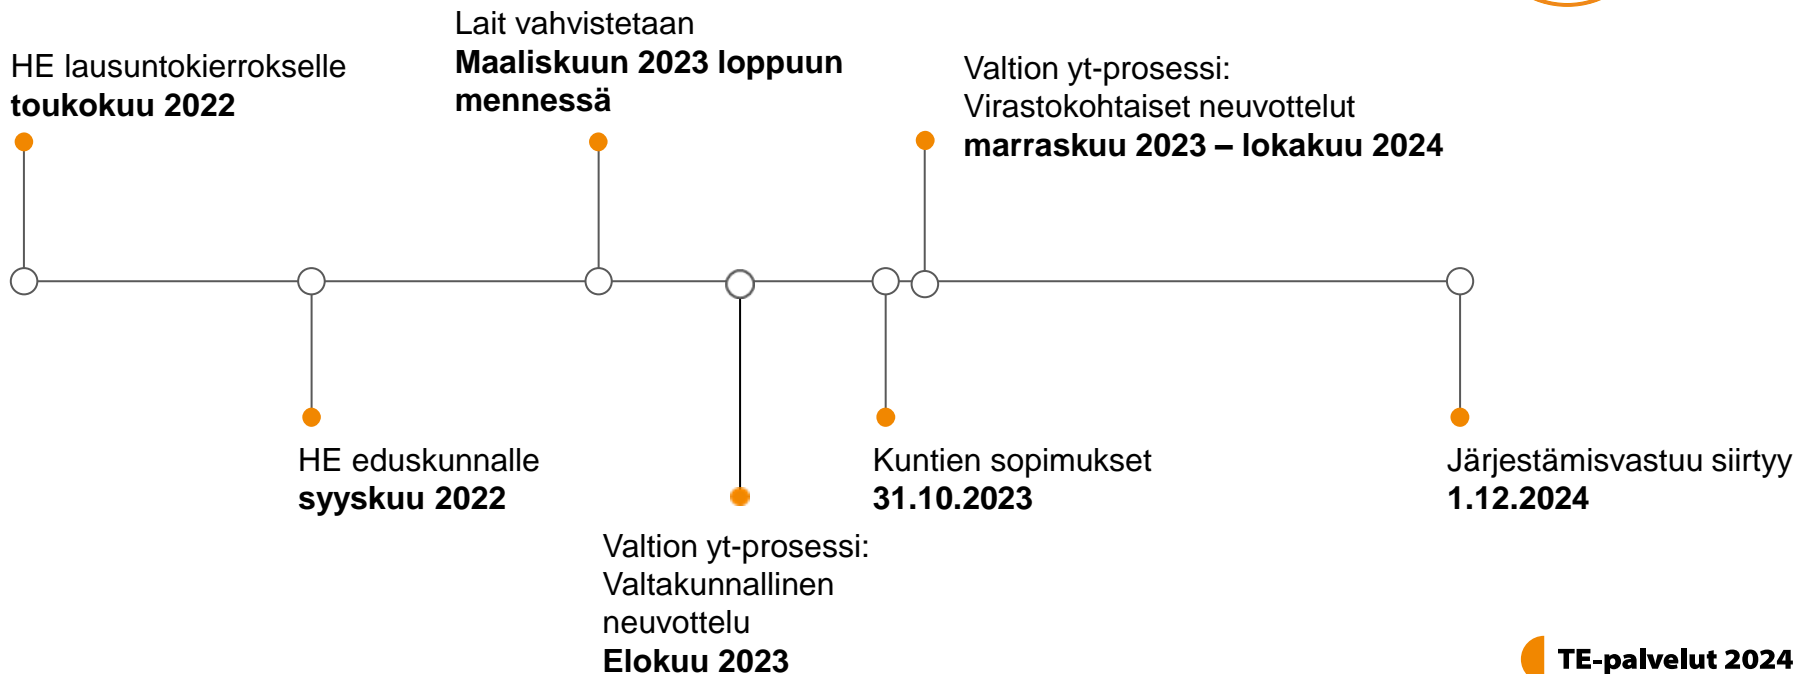 HE lausuntokierrokselle
toukokuu 2022
HE eduskunnalle
syyskuu 2022
Lait vahvistetaan
Maaliskuun 2023 loppuun
mennessä
Valtion yt-prosessi:
Valtakunnallinen
neuvottelu
Elokuu 2023
Kuntien sopimukset
31.10.2023
Valtion yt-prosessi:
Virastokohtaiset neuvottelut
marraskuu 2023 – lokakuu 2024
Järjestämisvastuu siirtyy
1.12.2024
TE-palvelut 2024